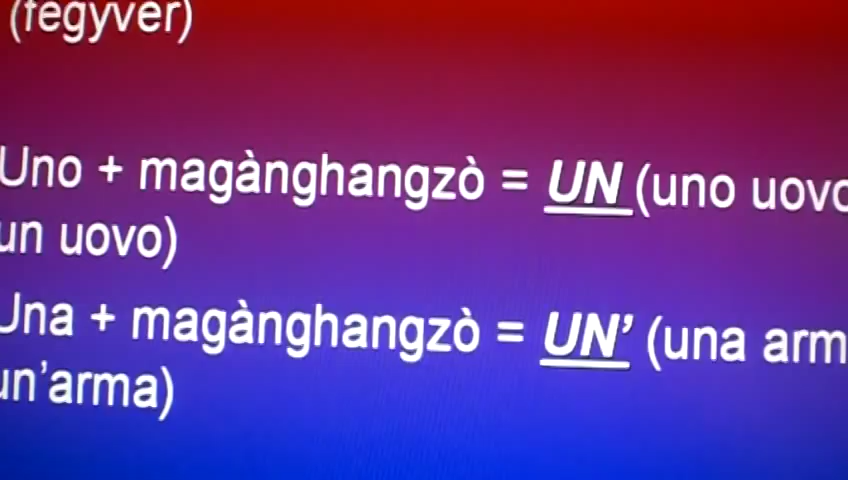 (fegyver)
Uno + magànghangzò = UN (uno uovo
un uovo)
Una + magànghangzò = UN’ (una arm
un’arma)